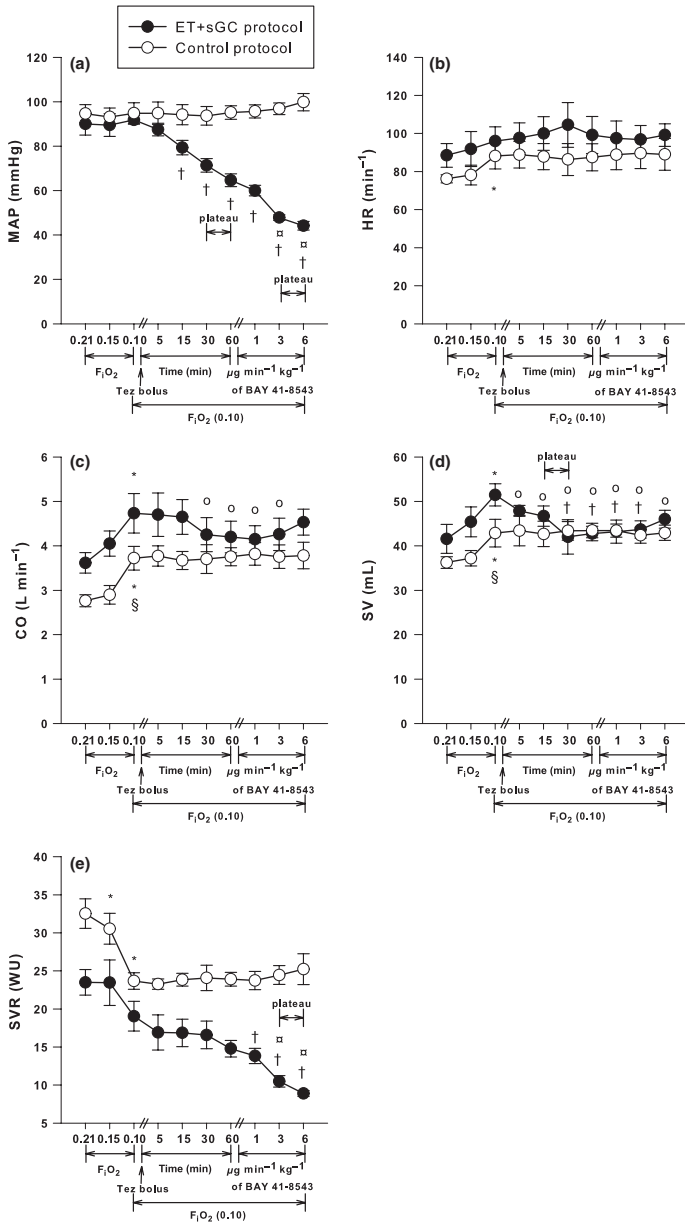 ET+sGC protocol
Control protocol
(a)
MAP (mmHg)
120
100
80
60
40
20
0
†
†
†
†
¤
†
¤
†
plateau
plateau
0.21 0.15 0.10 5 15 30 60 1 3 6
FiO2
Time (min)
µg min−1 kg−1
Tez bolus
of BAY 41-8543
FiO2 (0.10)
(b)
HR (min−1)
140
120
100
80
60
40
20
0
*
0.21 0.15 0.10 5 15 30 60 1 3 6
FiO2
Time (min)
µg min−1 kg−1
Tez bolus
of BAY 41-8543
FiO2 (0.10)
(c)
CO (L min−1)
6
5
4
3
2
1
0
*
o
o
o
o
*
§
0.21 0.15 0.10 5 15 30 60 1 3 6
FiO2
Time (min)
µg min−1 kg−1
Tez bolus
of BAY 41-8543
FiO2 (0.10)
(d)
SV (mL)
60
50
40
30
20
10
0
plateau
*
o o o o o o o
† † † †
*
§
0.21 0.15 0.10 5 15 30 60 1 3 6
FiO2
Time (min)
µg min−1 kg−1
Tez bolus
of BAY 41-8543
FiO2 (0.10)
(e)
SVR (WU)
40
35
30
25
20
15
10
5
*
*
plateau
†
¤
†
¤
†
0.21 0.15 0.10 5 15 30 60 1 3 6
FiO2
Time (min)
µg min−1 kg−1
Tez bolus
of BAY 41-8543
FiO2 (0.10)